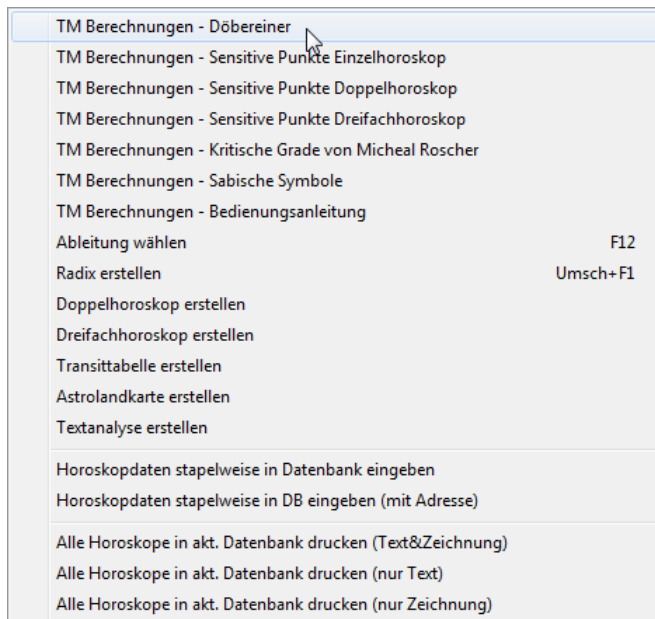 TM Berechnungen - Döbereiner
TM Berechnungen - Sensitive Punkte Einzelhoroskop
TM Berechnungen - Sensitive Punkte Doppelhoroskop
TM Berechnungen - Sensitive Punkte Dreifachhoroskop
TM Berechnungen - Kritische Grade von Micheal Roscher
TM Berechnungen - Sabische Symbole
TM Berechnungen - Bedienungsanleitung
Ableitung wählen F12
Radix erstellen Umsch+F1
Doppelhoroskop erstellen
Dreifachhoroskop erstellen
Transittabelle erstellen
Astrolandkarte erstellen
Textanalyse erstellen
Horoskopdaten stapelweise in Datenbank eingeben
Horoskopdaten stapelweise in DB eingeben (mit Adresse)
Alle Horoskope in akt. Datenbank drucken (Text&Zeichnung)
Alle Horoskope in akt. Datenbank drucken (nur Text)
Alle Horoskope in akt. Datenbank drucken (nur Zeichnung)